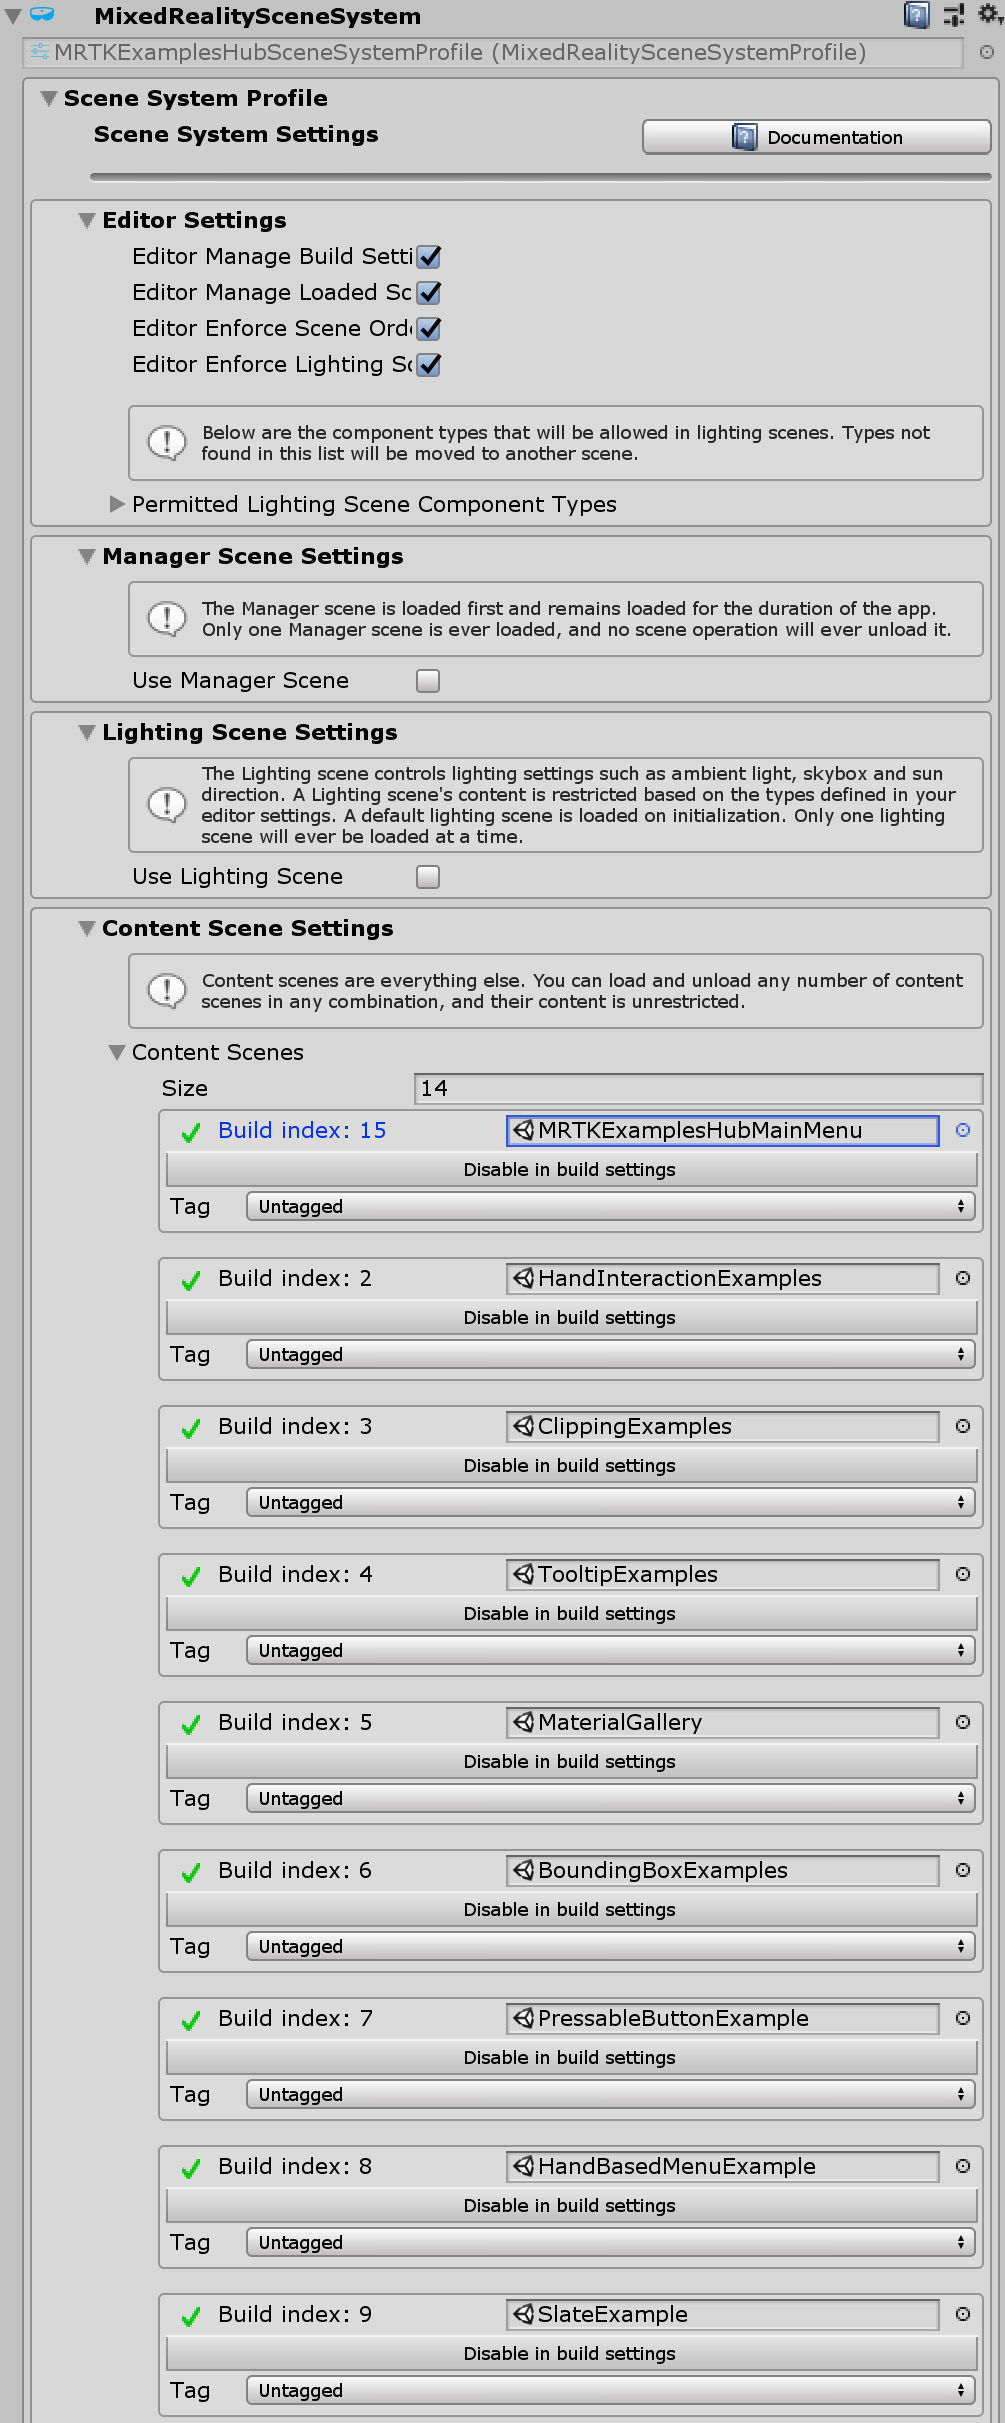 MixedRealitySceneSystem
MRTKExamplesHubSceneSystemProfile (MixedRealitySceneSystemProfile)
Scene System Profile
Scene System Settings
Documentation
Editor Settings
Editor Manage Build Setti
Editor Manage Loaded Sc
Editor Enforce Scene Orde
Editor Enforce Lighting Sc
Below are the component types that will be allowed in lighting scenes. Types not
found in this list will be moved to another scene.
Permitted Lighting Scene Component Types
Manager Scene Settings
The Manager scene is loaded first and remains loaded for the duration of the app.
Only one Manager scene is ever loaded, and no scene operation will ever unload it.
Use Manager Scene
Lighting Scene Settings
The Lighting scene controls lighting settings such as ambient light, skybox and sun
direction. A Lighting scene's content is restricted based on the types defined in your
editor settings. A default lighting scene is loaded on initialization. Only one lighting
scene will ever be loaded at a time.
Use Lighting Scene
Content Scene Settings
Content scenes are everything else. You can load and unload any number of content
scenes in any combination, and their content is unrestricted.
Content Scenes
Size 14
Build index: 15 MRTKExamplesHubMainMenu
Disable in build settings
Tag Untagged
Build index: 2 HandInteractionExamples
Disable in build settings
Tag Untagged
Build index: 3 ClippingExamples
Disable in build settings
Tag Untagged
Build index: 4 TooltipExamples
Disable in build settings
Tag Untagged
Build index: 5 MaterialGallery
Disable in build settings
Tag Untagged
Build index: 6 BoundingBoxExamples
Disable in build settings
Tag Untagged
Build index: 7 PressableButtonExample
Disable in build settings
Tag Untagged
Build index: 8 HandBasedMenuExample
Disable in build settings
Tag Untagged
Build index: 9 SlateExample
Disable in build settings
Tag Untagged